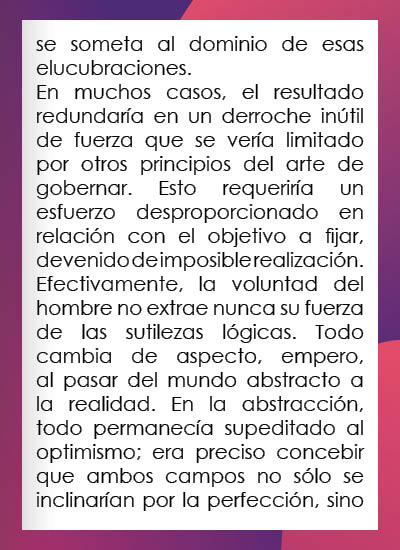 se someta al dominio de esas
elucubraciones.
En muchos casos, el resultado
redundaría en un derroche inútil
de fuerza que se vería limitado
por otros principios del arte de
gobernar. Esto requeriría un
esfuerzo desproporcionado en
relación con el objetivo a fijar,
devenido de imposible realización.
Efectivamente, la voluntad del
hombre no extrae nunca su fuerza
de las sutilezas lógicas. Todo
cambia de aspecto, empero,
al pasar del mundo abstracto a
la realidad. En la abstracción,
todo permanecía supeditado al
optimismo; era preciso concebir
que ambos campos no sólo se
inclinarían por la perfección, sino